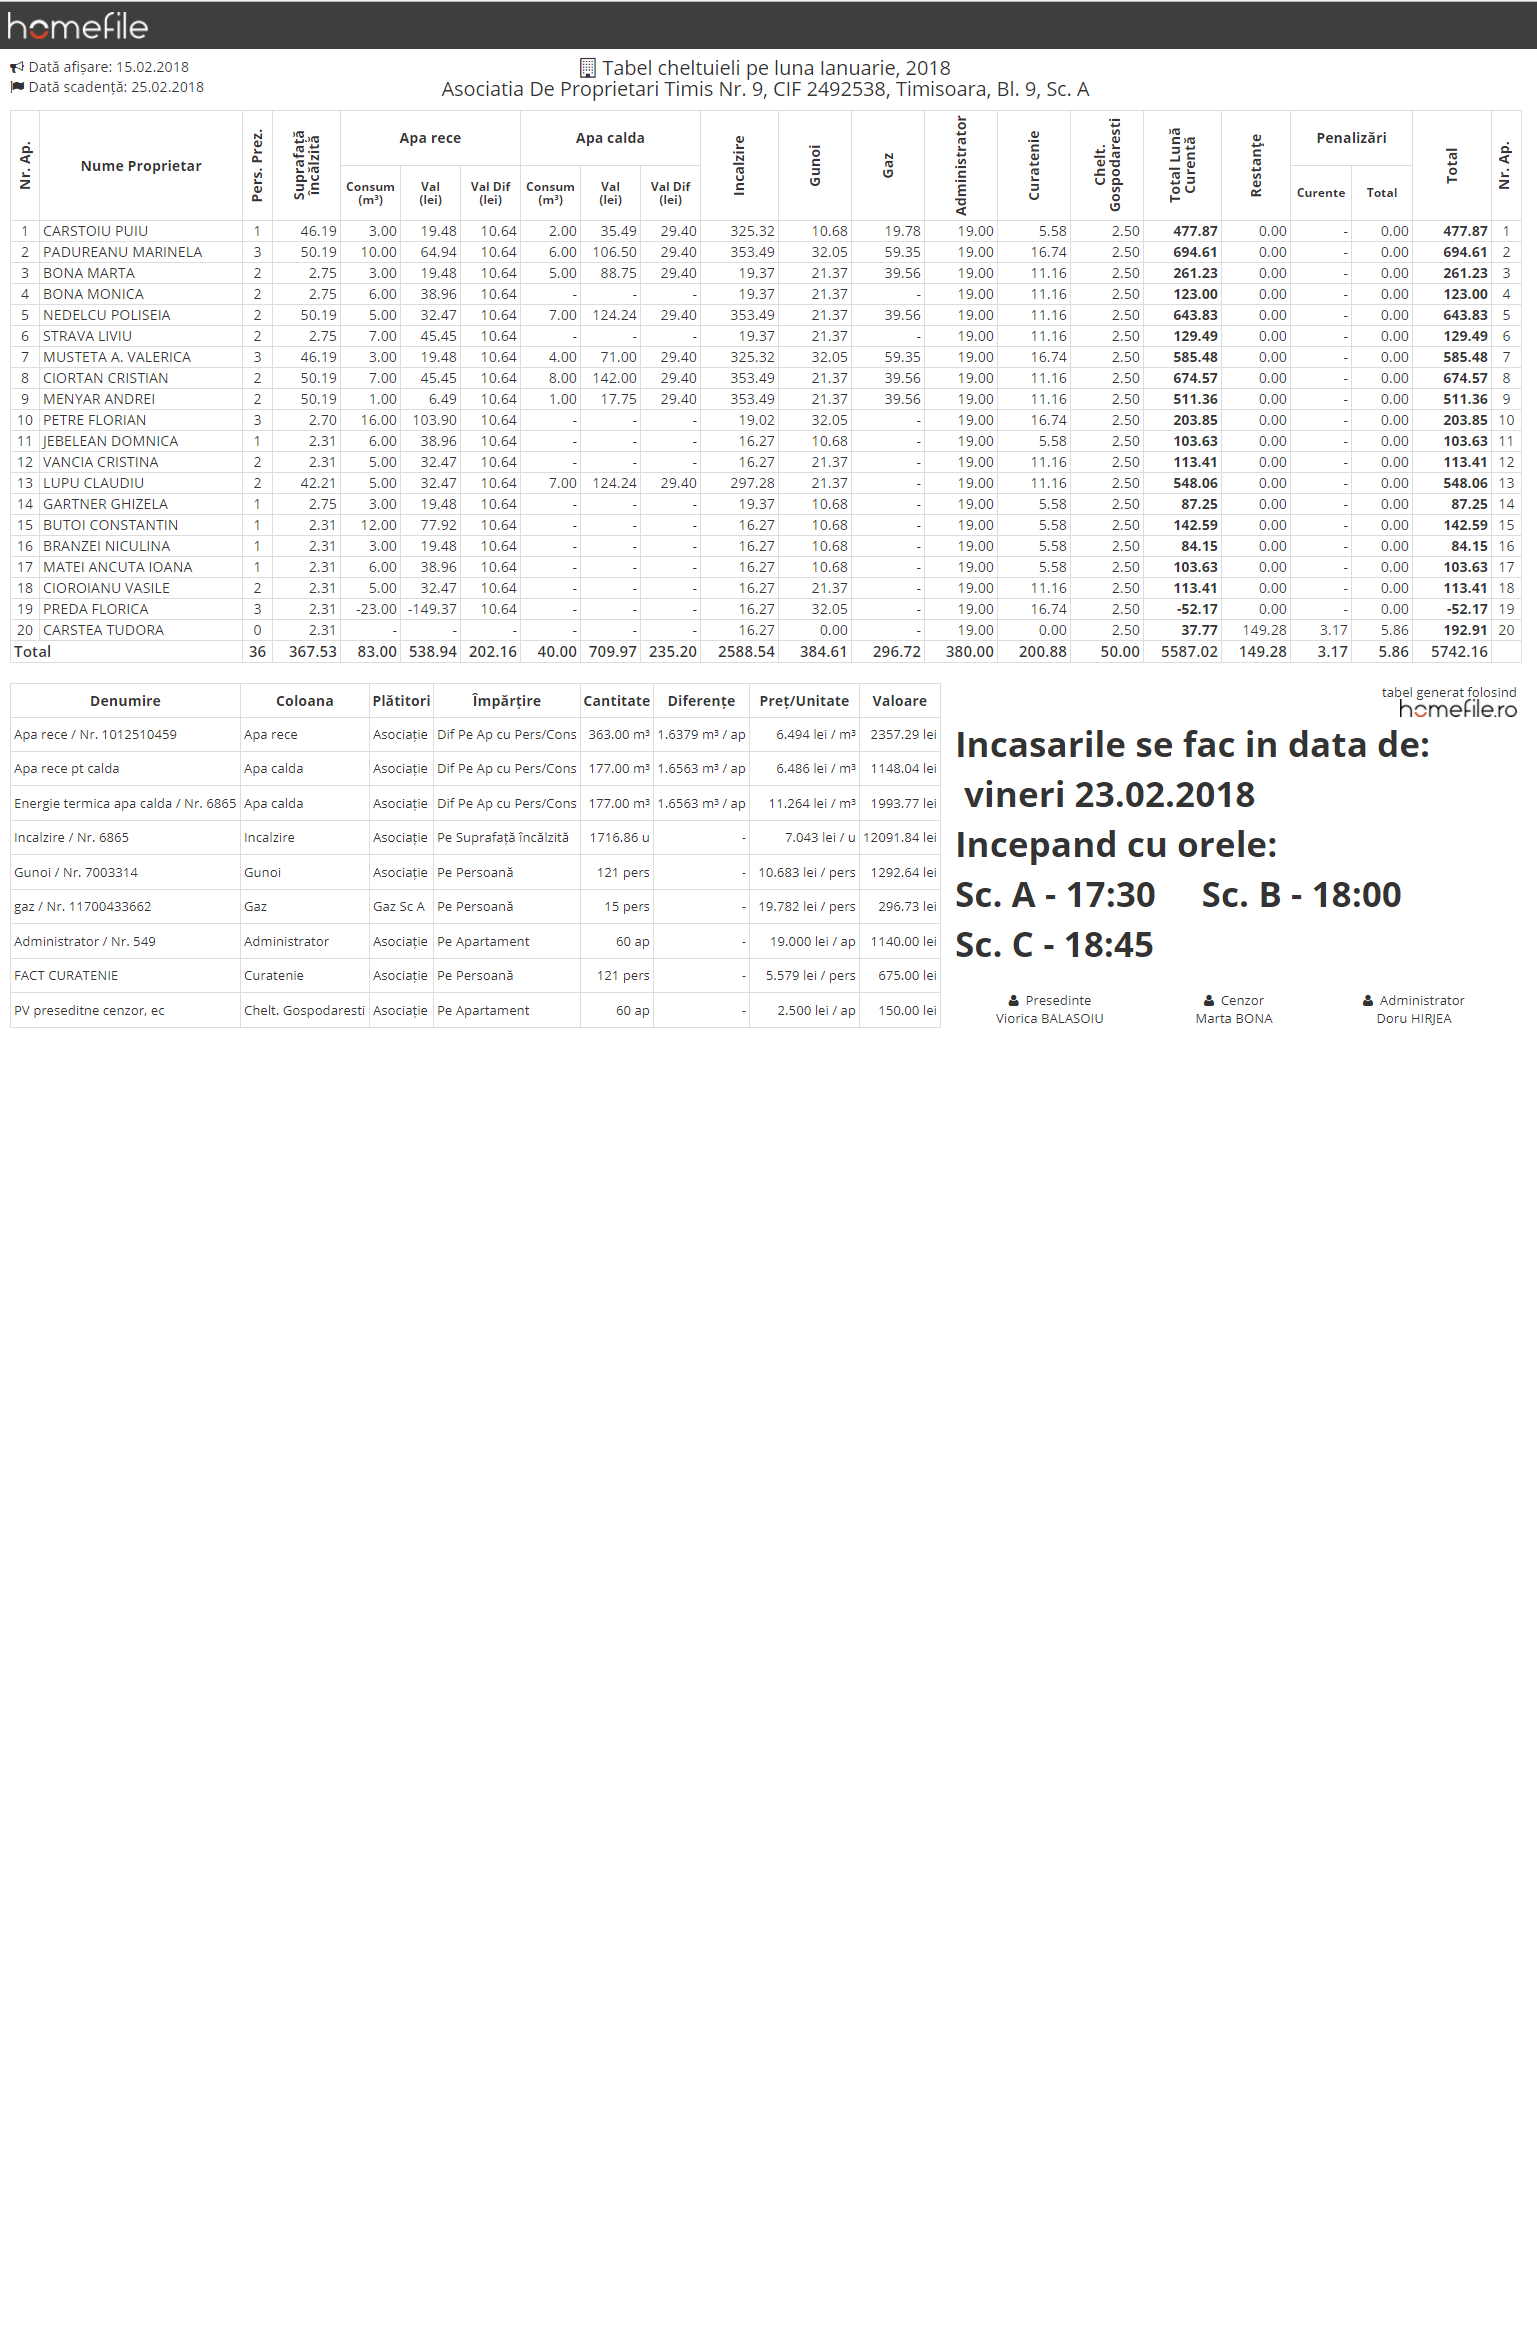 homefile
Dată afișare: 15.02.2018
Dată scadență: 25.02.2018
Tabel cheltuieli pe luna Ianuarie, 2018
Asociatia De Proprietari Timis Nr. 9, CIF 2492538, Timisoara, Bl. 9, Sc. A
Nr. Ap. Nume Proprietar Pers. Prez. Suprafață încălzită Apa rece Apa calda Incalzire Gunoi Gaz Administrator Curatenie Chelt. Gospodaresti Total Lună Curentă Restanțe Penalizări Total Nr. Ap.
Consum (m³) Val (lei) Val Dif (lei) Consum (m³) Val (lei) Val Dif (lei) Curente Total
1 CARSTOIU PUIU 1 46.19 3.00 19.48 10.64 2.00 35.49 29.40 325.32 10.68 19.78 19.00 5.58 2.50 477.87 0.00 - 0.00 477.87 1
2 PADUREANU MARINELA 3 50.19 10.00 64.94 10.64 6.00 106.50 29.40 353.49 32.05 59.35 19.00 16.74 2.50 694.61 0.00 - 0.00 694.61 2
3 BONA MARTA 2 2.75 3.00 19.48 10.64 5.00 88.75 29.40 19.37 21.37 39.56 19.00 11.16 2.50 261.23 0.00 - 0.00 261.23 3
4 BONA MONICA 2 2.75 6.00 38.96 10.64 - - - 19.37 21.37 - 19.00 11.16 2.50 123.00 0.00 - 0.00 123.00 4
5 NEDELCU POLISEIA 2 50.19 5.00 32.47 10.64 7.00 124.24 29.40 353.49 21.37 39.56 19.00 11.16 2.50 643.83 0.00 - 0.00 643.83 5
6 STRAVA LIVIU 2 2.75 7.00 45.45 10.64 - - - 19.37 21.37 - 19.00 11.16 2.50 129.49 0.00 - 0.00 129.49 6
7 MUSTETA A. VALERICA 3 46.19 3.00 19.48 10.64 4.00 71.00 29.40 325.32 32.05 59.35 19.00 16.74 2.50 585.48 0.00 - 0.00 585.48 7
8 CIORTAN CRISTIAN 2 50.19 7.00 45.45 10.64 8.00 142.00 29.40 353.49 21.37 39.56 19.00 11.16 2.50 674.57 0.00 - 0.00 674.57 8
9 MENYAR ANDREI 2 50.19 1.00 6.49 10.64 1.00 17.75 29.40 353.49 21.37 39.56 19.00 11.16 2.50 511.36 0.00 - 0.00 511.36 9
10 PETRE FLORIAN 3 2.70 16.00 103.90 10.64 - - - 19.02 32.05 - 19.00 16.74 2.50 203.85 0.00 - 0.00 203.85 10
11 JEBELEAN DOMNICA 1 2.31 6.00 38.96 10.64 - - - 16.27 10.68 - 19.00 5.58 2.50 103.63 0.00 - 0.00 103.63 11
12 VANCIA CRISTINA 2 2.31 5.00 32.47 10.64 - - - 16.27 21.37 - 19.00 11.16 2.50 113.41 0.00 - 0.00 113.41 12
13 LUPU CLAUDIU 2 42.21 5.00 32.47 10.64 7.00 124.24 29.40 297.28 21.37 - 19.00 11.16 2.50 548.06 0.00 - 0.00 548.06 13
14 GARTNER GHIZELA 1 2.75 3.00 19.48 10.64 - - - 19.37 10.68 - 19.00 5.58 2.50 87.25 0.00 - 0.00 87.25 14
15 BUTOI CONSTANTIN 1 2.31 12.00 77.92 10.64 - - - 16.27 10.68 - 19.00 5.58 2.50 142.59 0.00 - 0.00 142.59 15
16 BRANZEI NICULINA 1 2.31 3.00 19.48 10.64 - - - 16.27 10.68 - 19.00 5.58 2.50 84.15 0.00 - 0.00 84.15 16
17 MATEI ANCUTA IOANA 1 2.31 6.00 38.96 10.64 - - - 16.27 10.68 - 19.00 5.58 2.50 103.63 0.00 - 0.00 103.63 17
18 CIOROIANU VASILE 2 2.31 5.00 32.47 10.64 - - - 16.27 21.37 - 19.00 11.16 2.50 113.41 0.00 - 0.00 113.41 18
19 PREDA FLORICA 3 2.31 -23.00 -149.37 10.64 - - - 16.27 32.05 - 19.00 16.74 2.50 -52.17 0.00 - 0.00 -52.17 19
20 CARSTEA TUDORA 0 2.31 - - - - - - 16.27 0.00 - 19.00 0.00 2.50 37.77 149.28 3.17 5.86 192.91 20
Total 36 367.53 83.00 538.94 202.16 40.00 709.97 235.20 2588.54 384.61 296.72 380.00 200.88 50.00 5587.02 149.28 3.17 5.86 5742.16
Denumire Coloana Plătitori Împărțire Cantitate Diferențe Preț/Unitate Valoare
Apa rece / Nr. 1012510459 Apa rece Asociație Dif Pe Ap cu Pers/Cons 363.00 m³ 1.6379 m³ / ap 6.494 lei / m³ 2357.29 lei
Apa rece pt calda Apa calda Asociație Dif Pe Ap cu Pers/Cons 177.00 m³ 1.6563 m³ / ap 6.486 lei / m³ 1148.04 lei
Energie termica apa calda / Nr. 6865 Apa calda Asociație Dif Pe Ap cu Pers/Cons 177.00 m³ 1.6563 m³ / ap 11.264 lei / m³ 1993.77 lei
Incalzire / Nr. 6865 Incalzire Asociație Pe Suprafață încălzită 1716.86 u - 7.043 lei / u 12091.84 lei
Gunoi / Nr. 7003314 Gunoi Asociație Pe Persoană 121 pers - 10.683 lei / pers 1292.64 lei
gaz / Nr. 11700433662 Gaz Gaz Sc A Pe Persoană 15 pers - 19.782 lei / pers 296.73 lei
Administrator / Nr. 549 Administrator Asociație Pe Apartament 60 ap - 19.000 lei / ap 1140.00 lei
FACT CURATENIE Curatenie Asociație Pe Persoană 121 pers - 5.579 lei / pers 675.00 lei
PV preseditne cenzor, ec Chelt. Gospodaresti Asociație Pe Apartament 60 ap - 2.500 lei / ap 150.00 lei
tabel generat folosind
homefile.ro
Incasarile se fac in data de:
vineri 23.02.2018
Incepand cu orele:
Sc. A - 17:30 Sc. B - 18:00
Sc. C - 18:45
Presedinte Cenzor Administrator
Viorica BALASOIU Marta BONA Doru HIRJEA